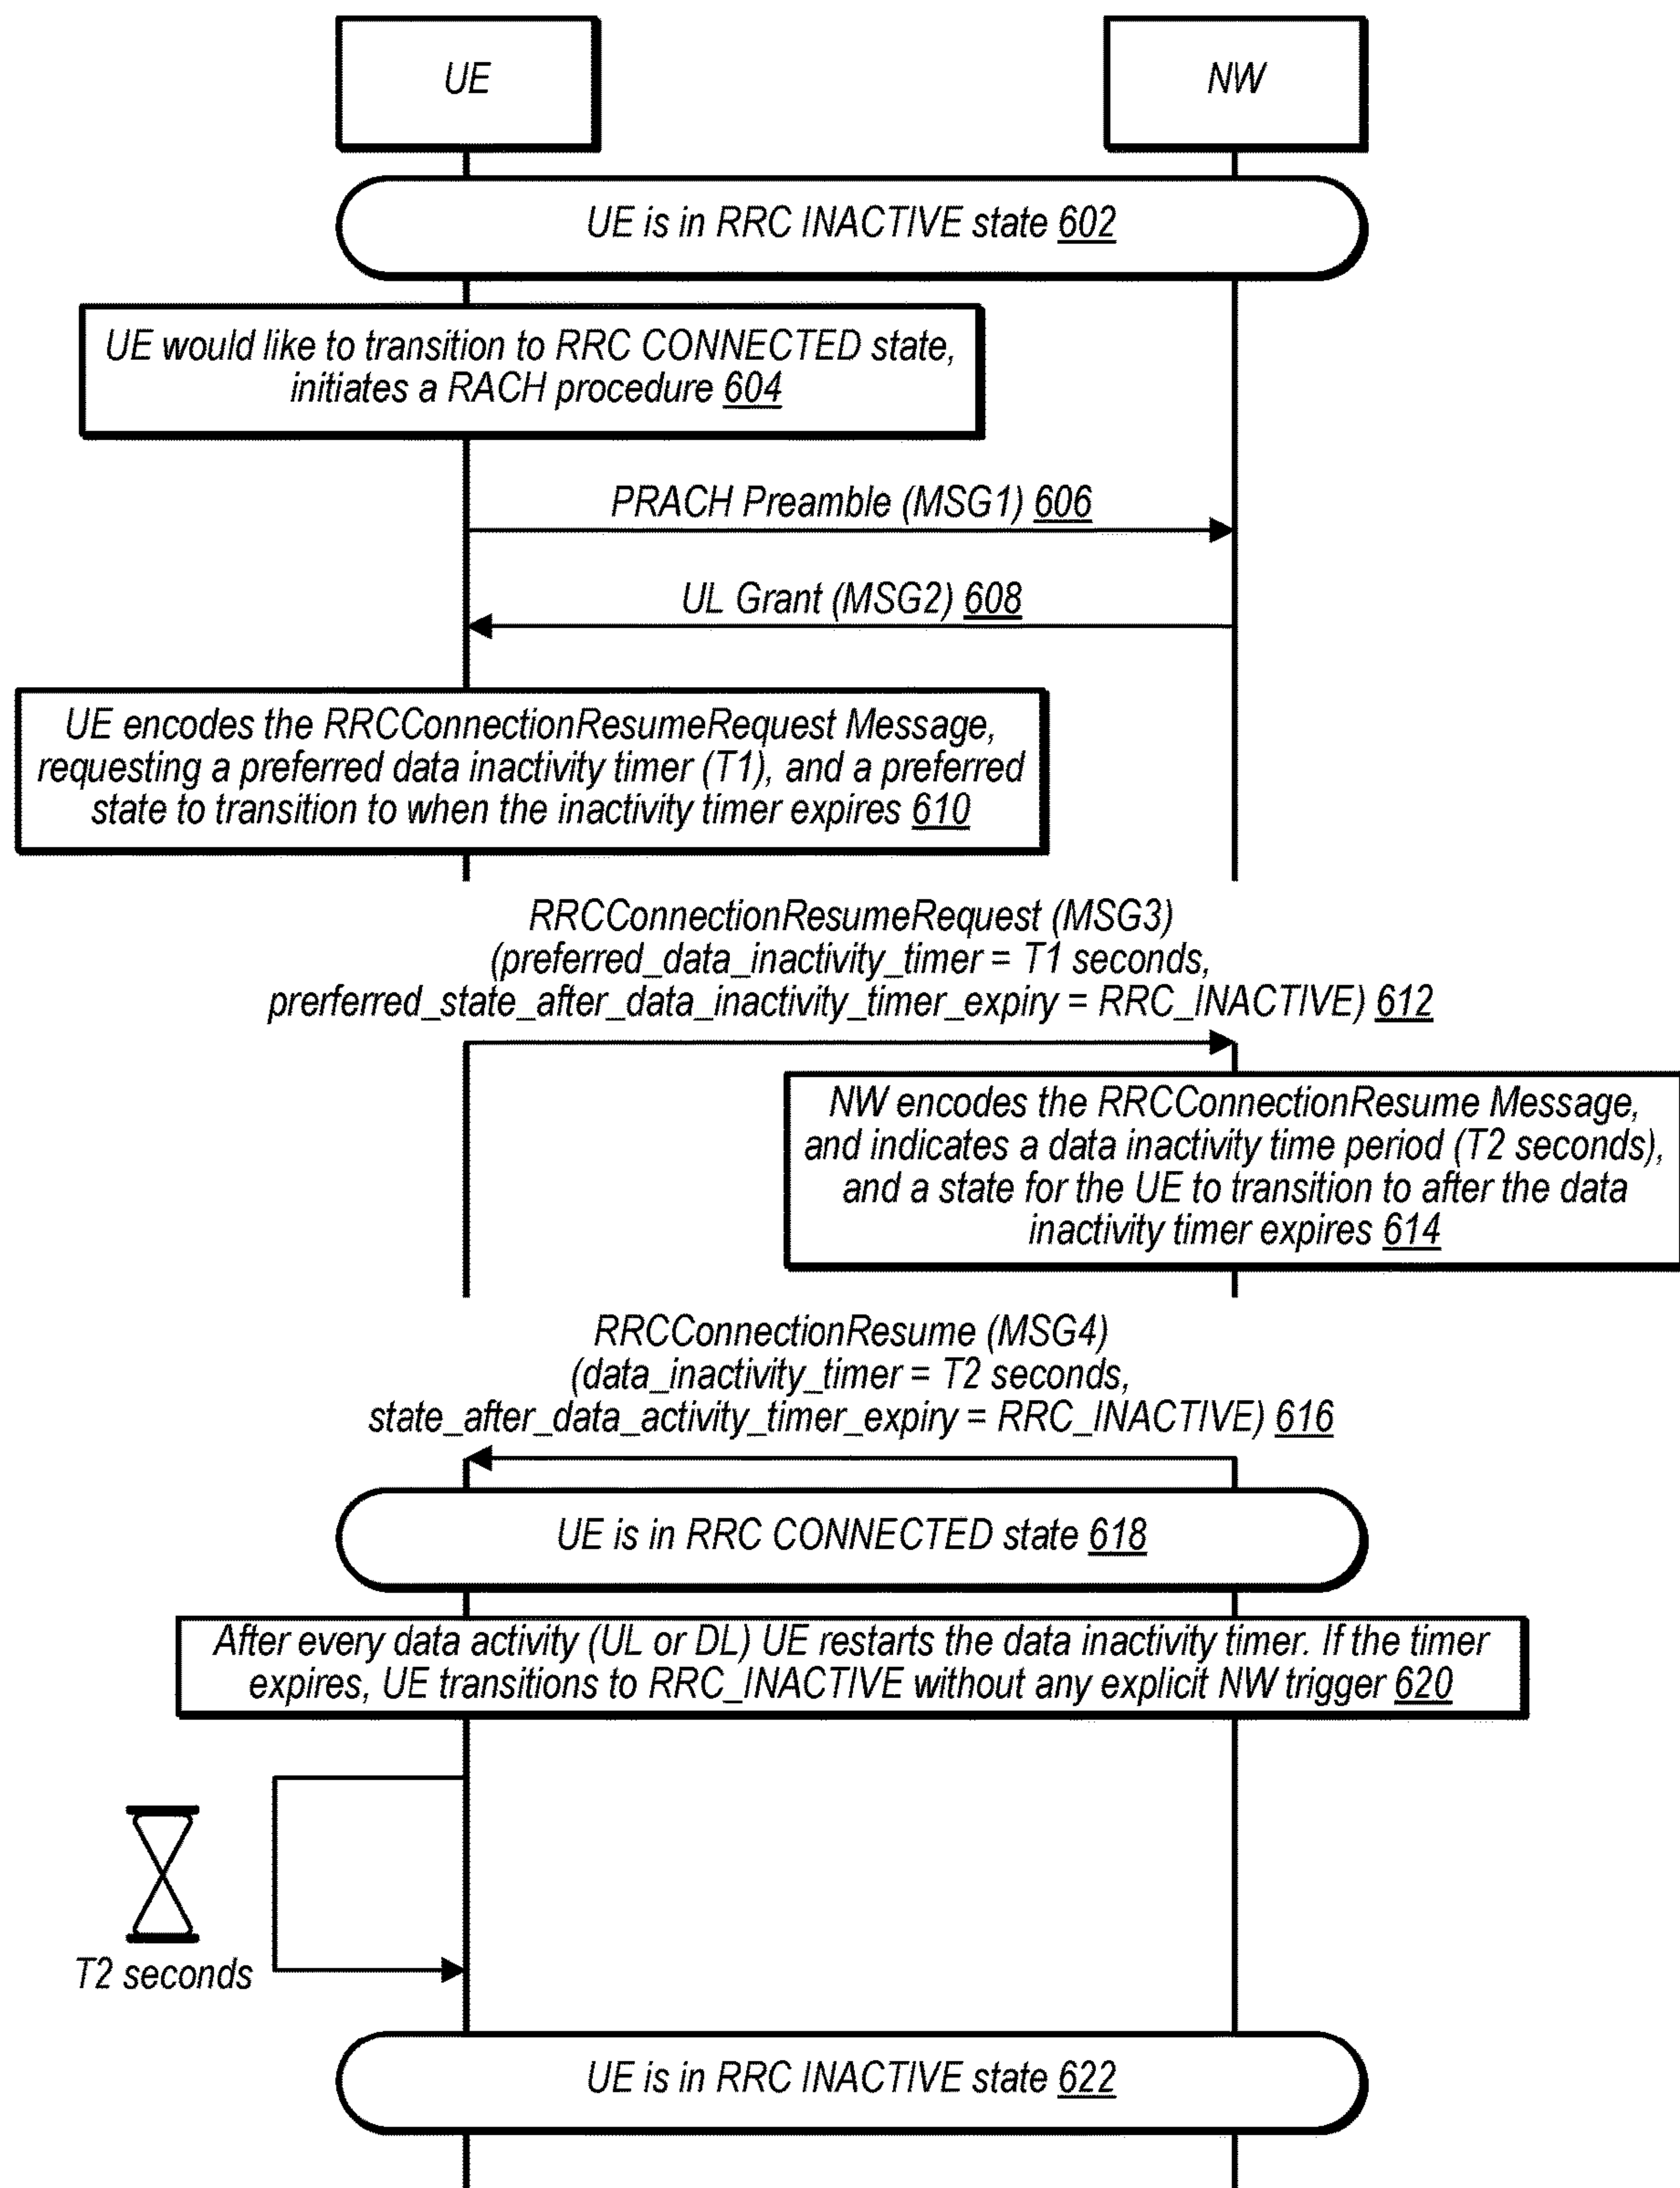 UE
NW
UE is in RRC INACTIVE state 602
UE would like to transition to RRC CONNECTED state,
initiates a RACH procedure 604
PRACH Preamble (MSG1) 606
UL Grant (MSG2) 608
UE encodes the RRCConnectionResumeRequest Message,
requesting a preferred data inactivity timer (T1), and a preferred
state to transition to when the inactivity timer expires 610
RRCConnectionResumeRequest (MSG3)
(preferred_data_inactivity_timer = T1 seconds,
prerferred_state_after_data_inactivity_timer_expiry = RRC_INACTIVE) 612
NW encodes the RRCConnectionResume Message,
and indicates a data inactivity time period (T2 seconds),
and a state for the UE to transition to after the data
inactivity timer expires 614
RRCConnectionResume (MSG4)
(data_inactivity_timer = T2 seconds,
state_after_data_activity_timer_expiry = RRC_INACTIVE) 616
UE is in RRC CONNECTED state 618
After every data activity (UL or DL) UE restarts the data inactivity timer. If the timer
expires, UE transitions to RRC_INACTIVE without any explicit NW trigger 620
T2 seconds
UE is in RRC INACTIVE state 622